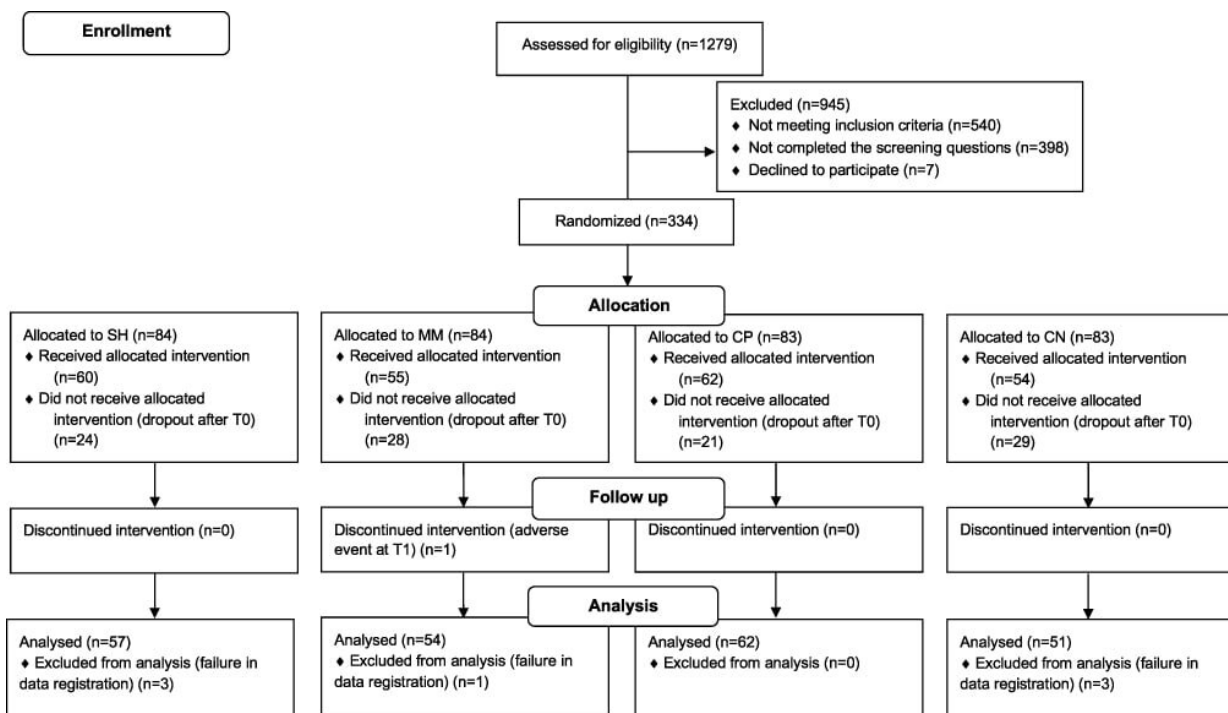 Enrollment
Assessed for eligibility (n=1279)
Excluded (n=945)
♦ Not meeting inclusion criteria (n=540)
♦ Not completed the screening questions (n=398)
♦ Declined to participate (n=7)
Randomized (n=334)
Allocation
Allocated to SH (n=84)
♦ Received allocated intervention
(n=60)
♦ Did not receive allocated
intervention (dropout after T0)
(n=24)
Allocated to MM (n=84)
♦ Received allocated intervention
(n=55)
♦ Did not receive allocated
intervention (dropout after T0)
(n=28)
Allocated to CP (n=83)
♦ Received allocated intervention
(n=62)
♦ Did not receive allocated
intervention (dropout after T0)
(n=21)
Allocated to CN (n=83)
♦ Received allocated intervention
(n=54)
♦ Did not receive allocated
intervention (dropout after T0)
(n=29)
Follow up
Discontinued intervention (n=0)
Discontinued intervention (adverse
event at T1) (n=1)
Discontinued intervention (n=0)
Discontinued intervention (n=0)
Analysis
Analysed (n=57)
♦ Excluded from analysis (failure in
data registration) (n=3)
Analysed (n=54)
♦ Excluded from analysis (failure in
data registration) (n=1)
Analysed (n=62)
♦ Excluded from analysis (n=0)
Analysed (n=51)
♦ Excluded from analysis (failure in
data registration) (n=3)